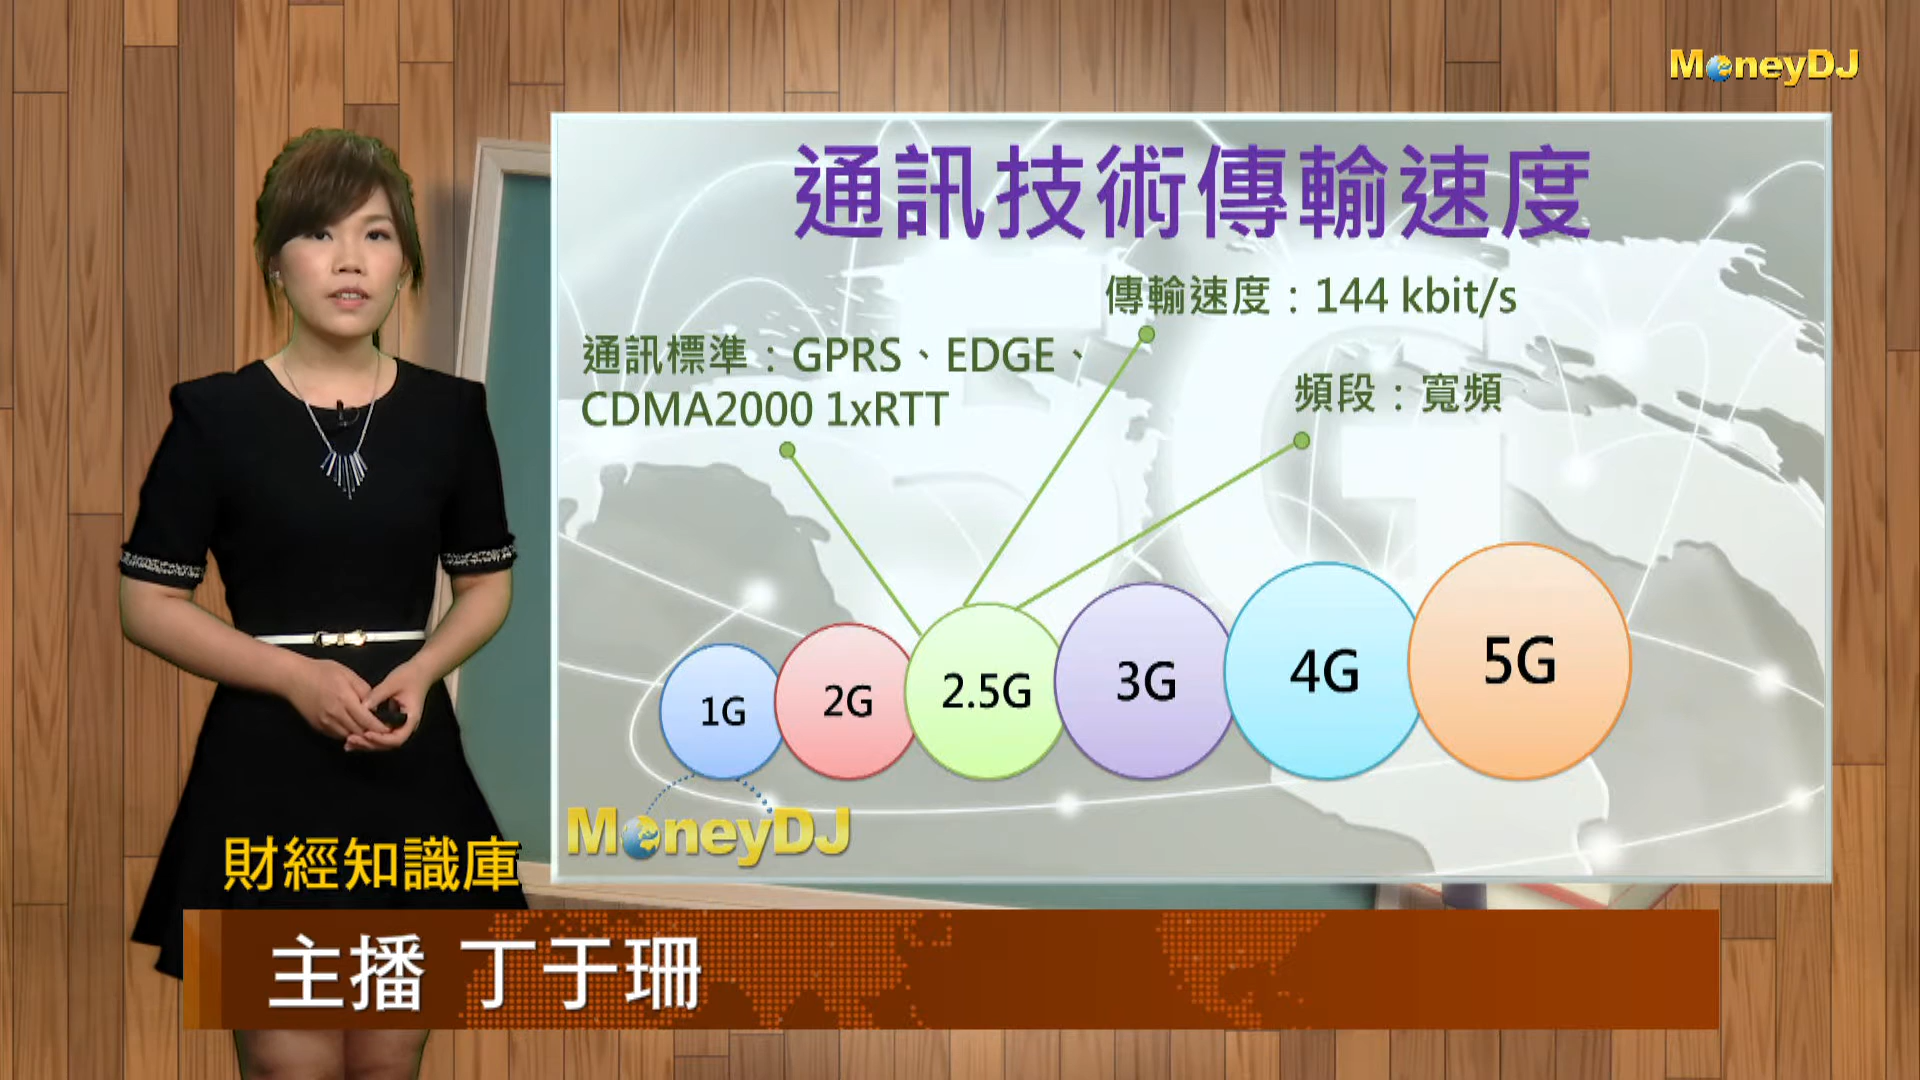 MoneyDJ
通訊技術傳輸速度
傳輸速度：144 kbit/s
通訊標準：GPRS、EDGE、
CDMA2000 1xRTT
頻段：寬頻
1G
2G
2.5G
3G
4G
5G
MoneyDJ
財經知識庫
主播 丁于珊